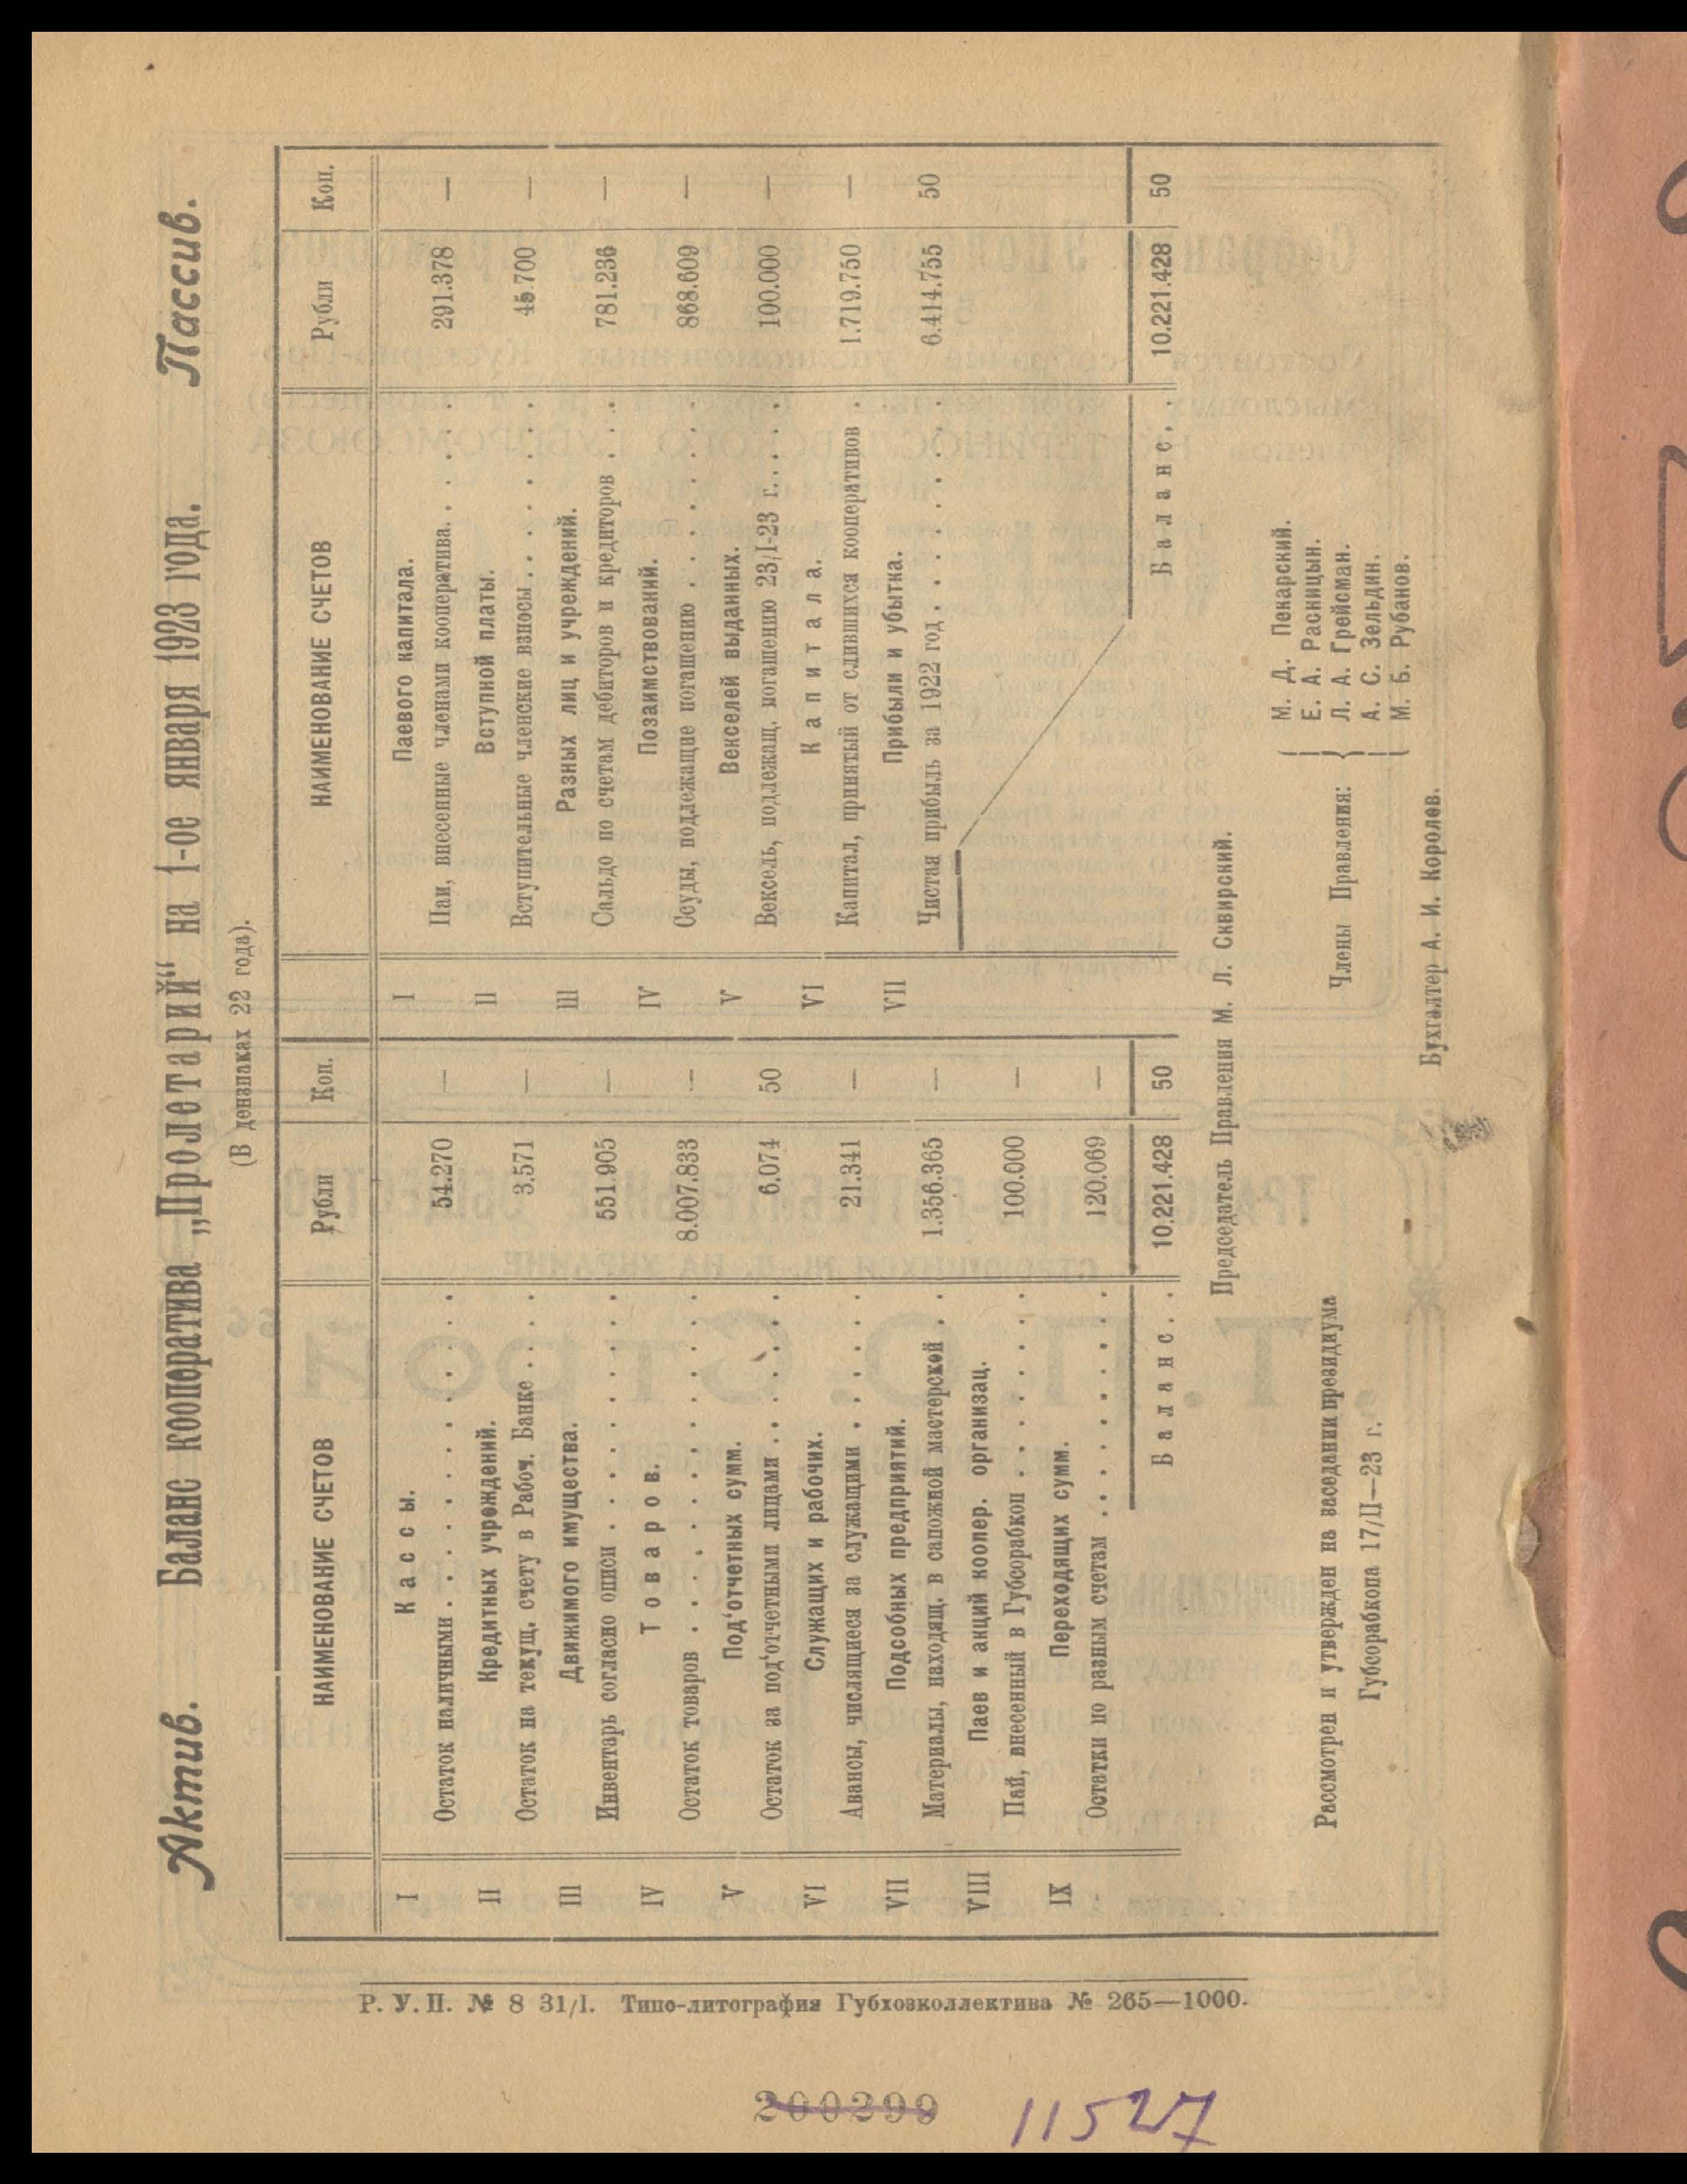 Актив. Баланс кооператива „Пролетарий“ на 1-ое января 1923 года. Пассив.
(В дензнаках 22 года).
НАИМЕНОВАНИЕ СЧЕТОВ Рубли Коп.
I Кассы.
Остаток наличными . . . . . . . . . . 54.270 —
II Кредитных учреждений.
Остаток на текущ. счету в Рабоч. Банке . . . . 3.571 —
III Движимого имущества.
Инвентарь согласно описи . . . . . . . . 551.905 —
IV Товаров.
Остаток товаров . . . . . . . . . . . 8.007.833 —
V Под'отчетных сумм.
Остаток за под'отчетными лицами . . . . . . 6.074 50
VI Служащих и рабочих.
Авансы, числящиеся за служащими . . . . . 21.341 —
VII Подсобных предприятий.
Материалы, находящ. в сапожной мастерской . . 1.356.365 —
VIII Паев и акций коопер. организац.
Пай, внесенный в Губсорабкоп . . . . . . . 100.000 —
IX Переходящих сумм.
Остатки по разным счетам . . . . . . . . 120.069 —
Баланс . . 10.221.428 50
НАИМЕНОВАНИЕ СЧЕТОВ Рубли Коп.
I Паевого капитала.
Паи, внесенные членами кооператива. . . . . . 291.378 —
II Вступной платы.
Вступительные членские взносы . . . . . . . 45.700 —
III Разных лиц и учреждений.
Сальдо по счетам дебиторов и кредиторов . . . . 781.236 —
IV Позаимствований.
Ссуды, подлежащие погашению . . . . . . . 868.609 —
V Векселей выданных.
Вексель, подлежащ. погашению 23/I-23 г. . . . . 100.000 —
VI Капитала.
Капитал, принятый от слившихся кооперативов . . 1.719.750 —
VII Прибыли и убытка.
Чистая прибыль за 1922 год . . . . . . . . 6.414.755 50
Баланс. . 10.221.428 50
Председатель Правления М. Л. Сквирский.
Рассмотрен и утвержден на заседании президиума
Губсорабкопа 17/II—23 г.
Члены Правления:
М. Д. Пекарский.
Е. А. Расницын.
Л. А. Грейсман.
А. С. Зельдин.
М. Б. Рубанов.
Бухгалтер А. И. Королев.
Р. У. П. № 8 31/I. Типо-литография Губхозколлектива № 265—1000.
200299
11527